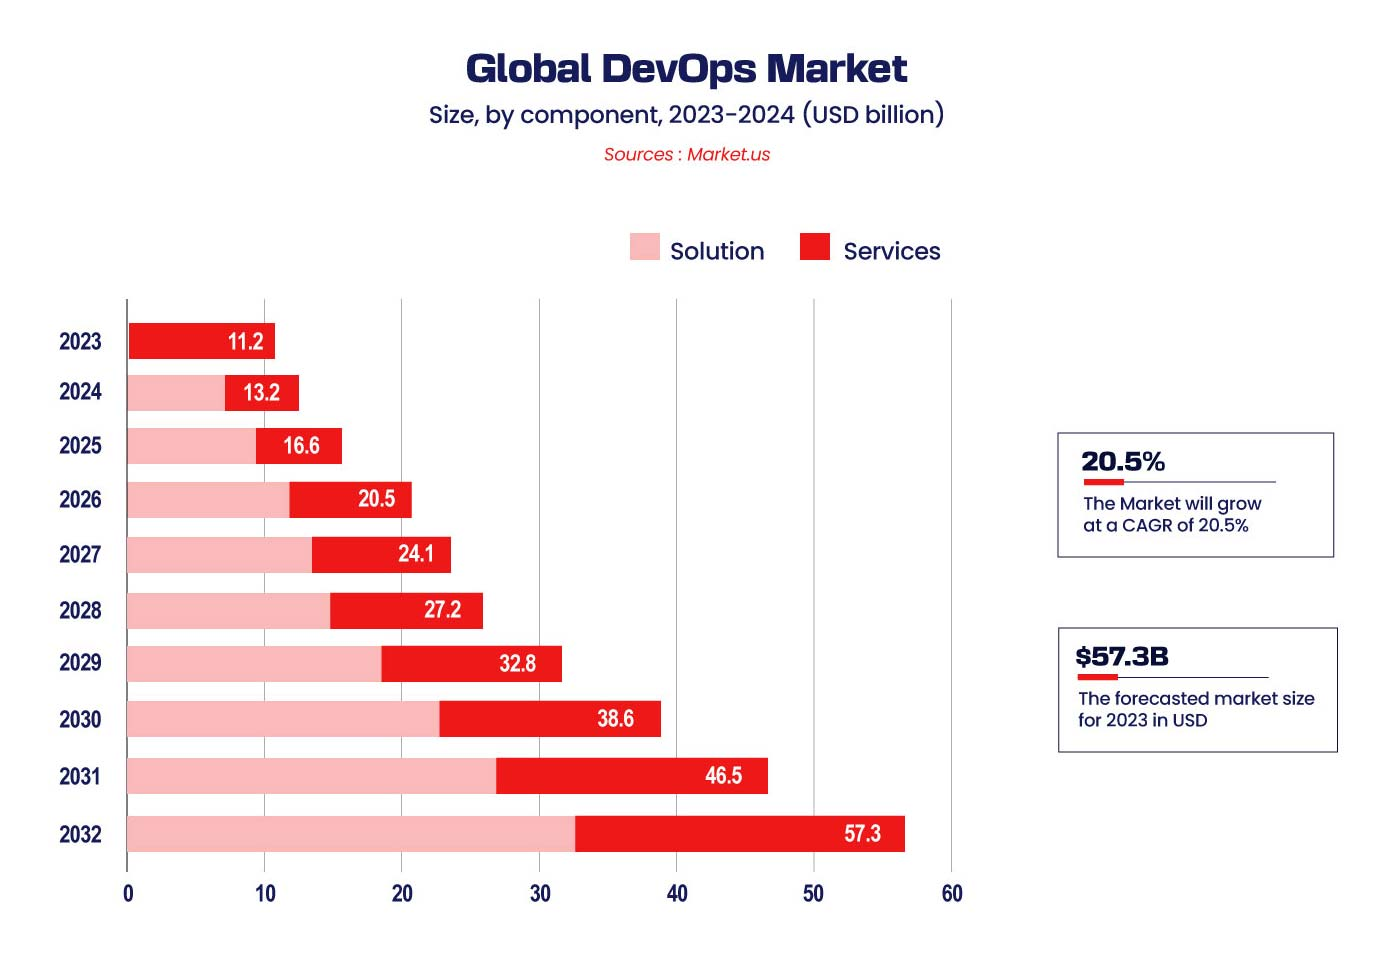 Global DevOps Market
Size, by component, 2023-2024 (USD billion)
Sources : Market.us
Solution
Services
2023
11.2
2024
13.2
2025
16.6
2026
20.5
2027
24.1
2028
27.2
2029
32.8
2030
38.6
2031
46.5
2032
57.3
0
10
20
30
40
50
60
20.5%
The Market will grow
at a CAGR of 20.5%
$57.3B
The forecasted market size
for 2023 in USD